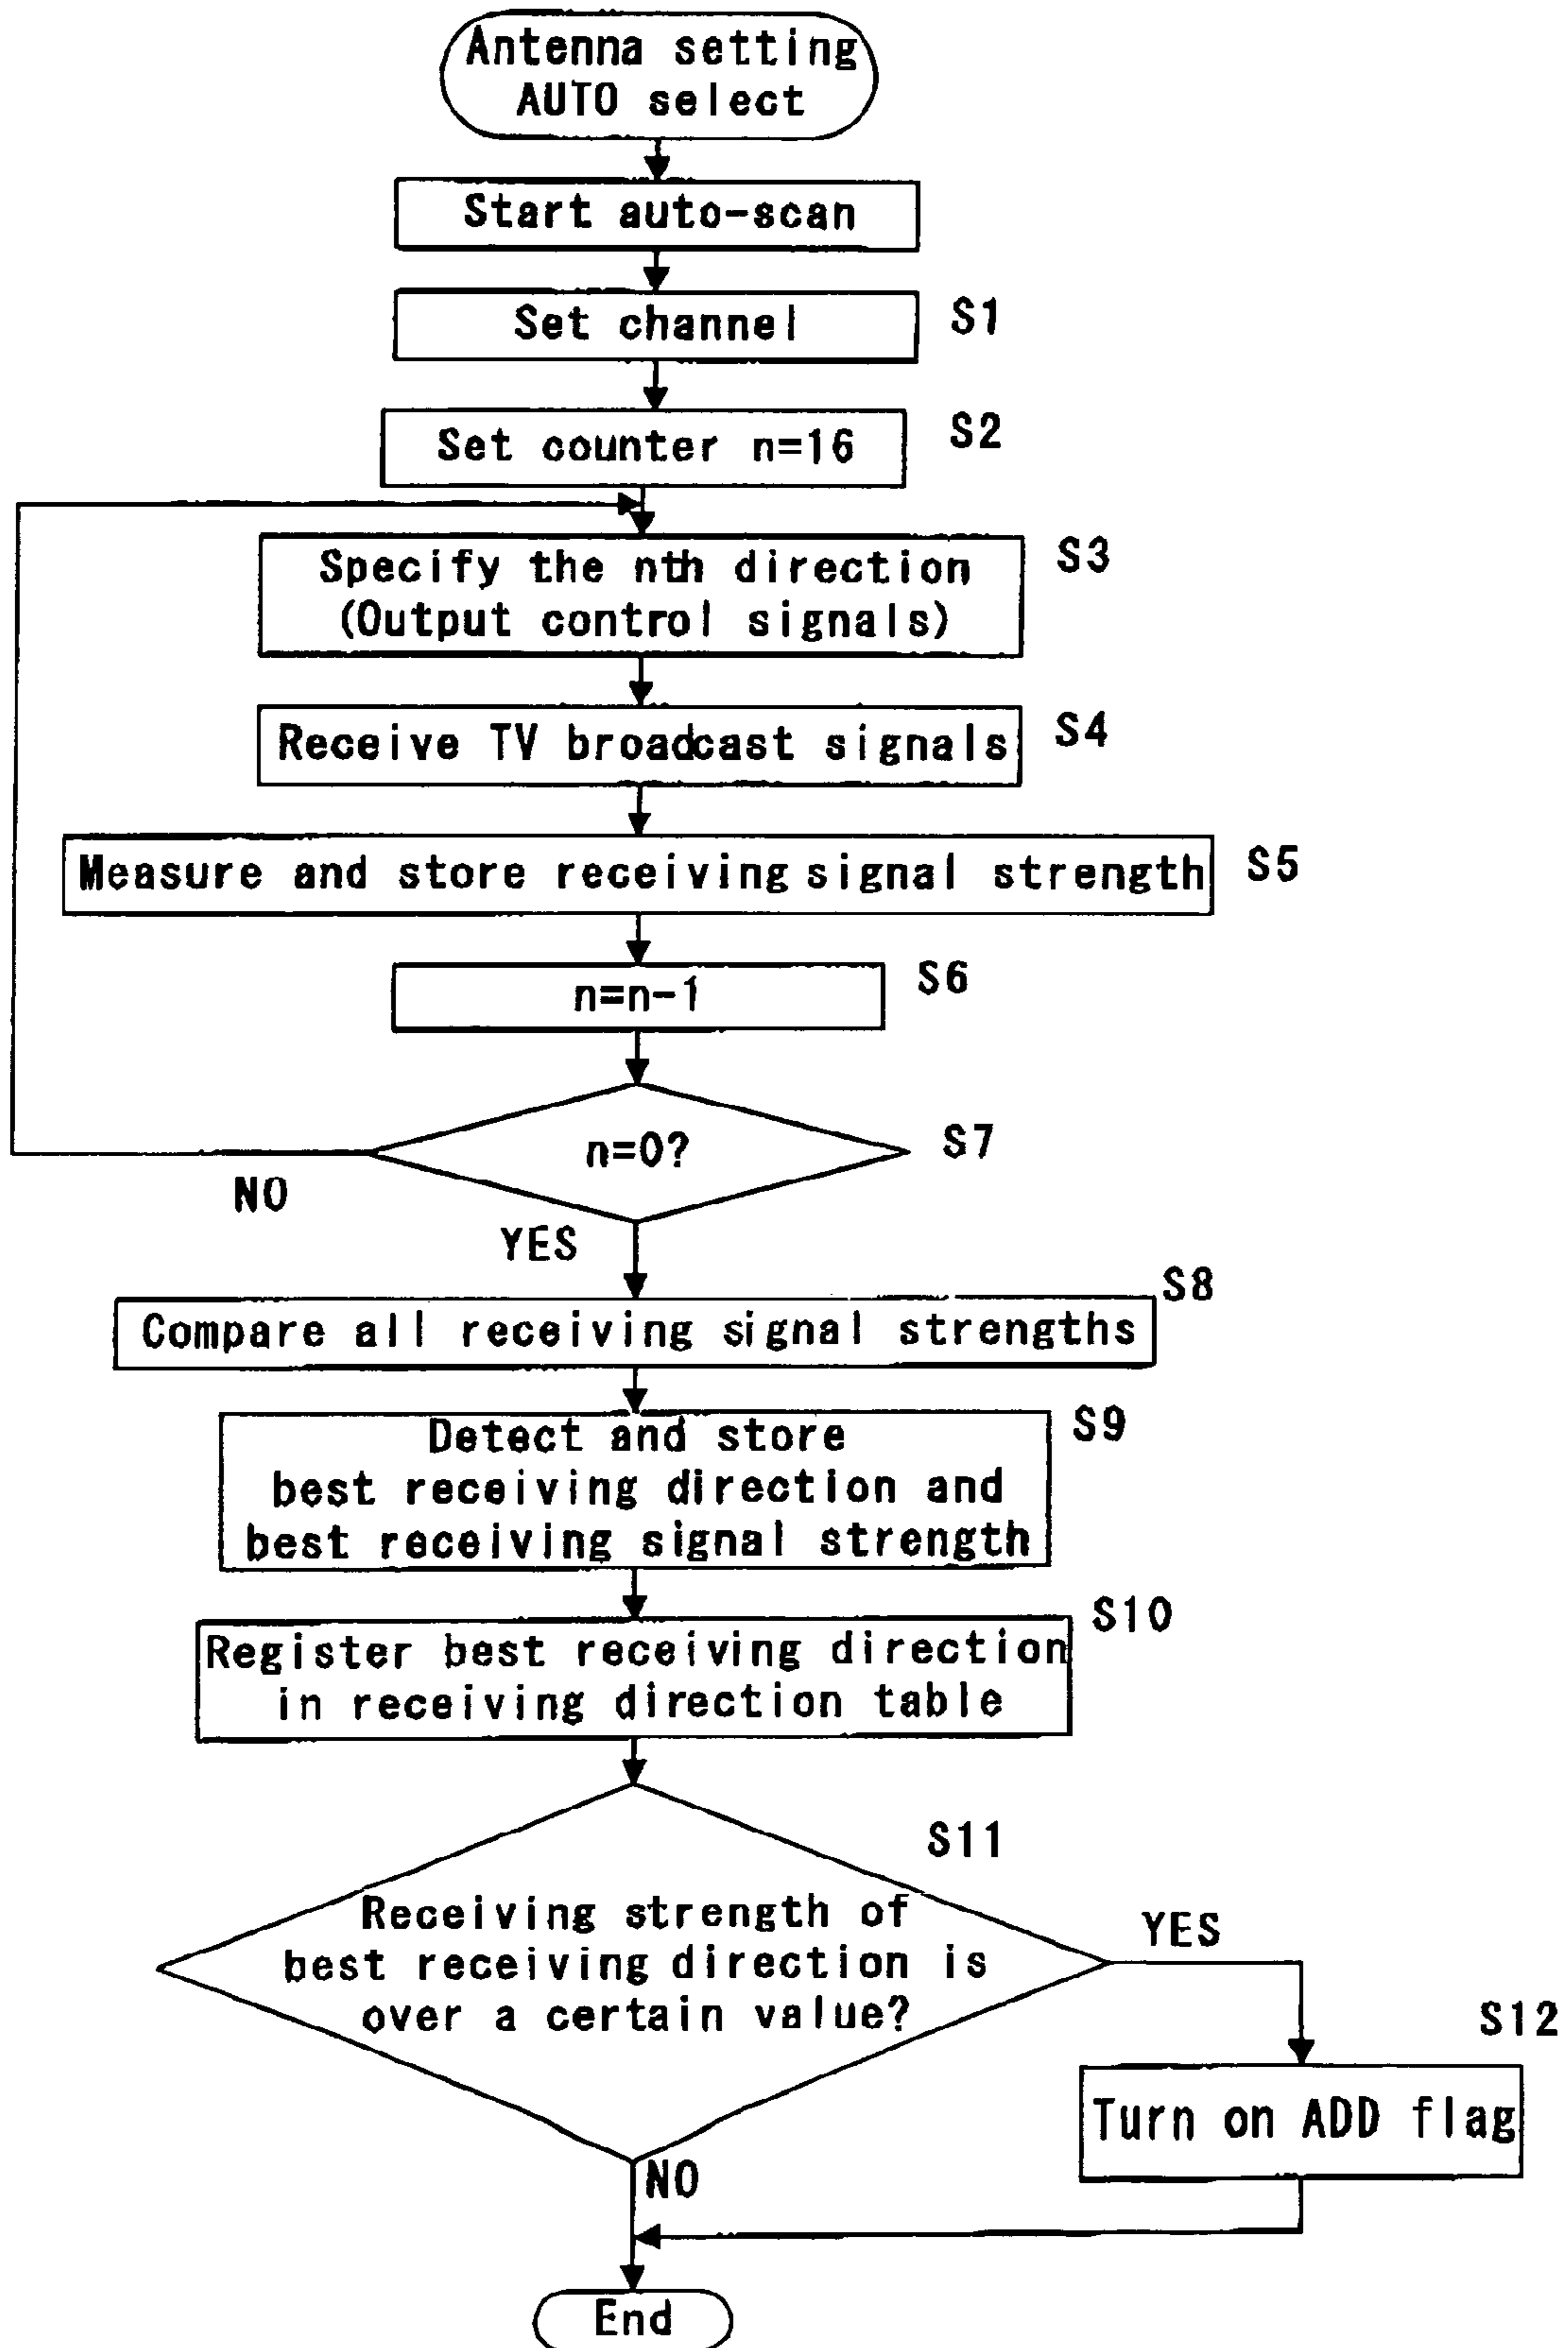 Antenna setting
AUTO select
Start auto-scan
Set channel
S1
Set counter n=16
S2
Specify the nth direction
(Output control signals)
S3
Receive TV broadcast signals
S4
Measure and store receiving signal strength
S5
n=n-1
S6
n=0?
S7
NO
YES
Compare all receiving signal strengths
S8
Detect and store
best receiving direction and
best receiving signal strength
S9
Register best receiving direction
in receiving direction table
S10
S11
Receiving strength of
best receiving direction is
over a certain value?
YES
S12
Turn on ADD flag
NO
End